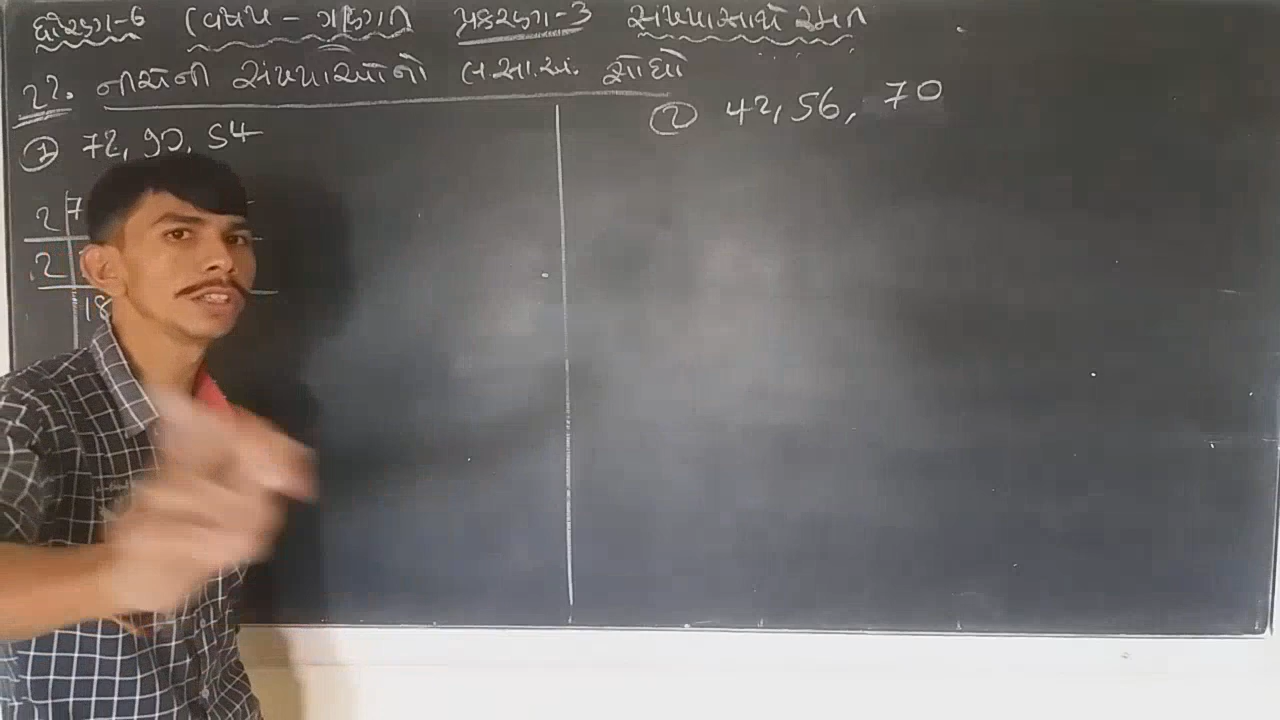 ધોરણ-6 વિષય - ગણિત પ્રકરણ-3 સંખ્યા સાથે રમત
22. નીચેની સંખ્યાઓનો લ.સા.અ. શોધો
① 72, 90, 54
② 42, 56, 70
2 7
2
18